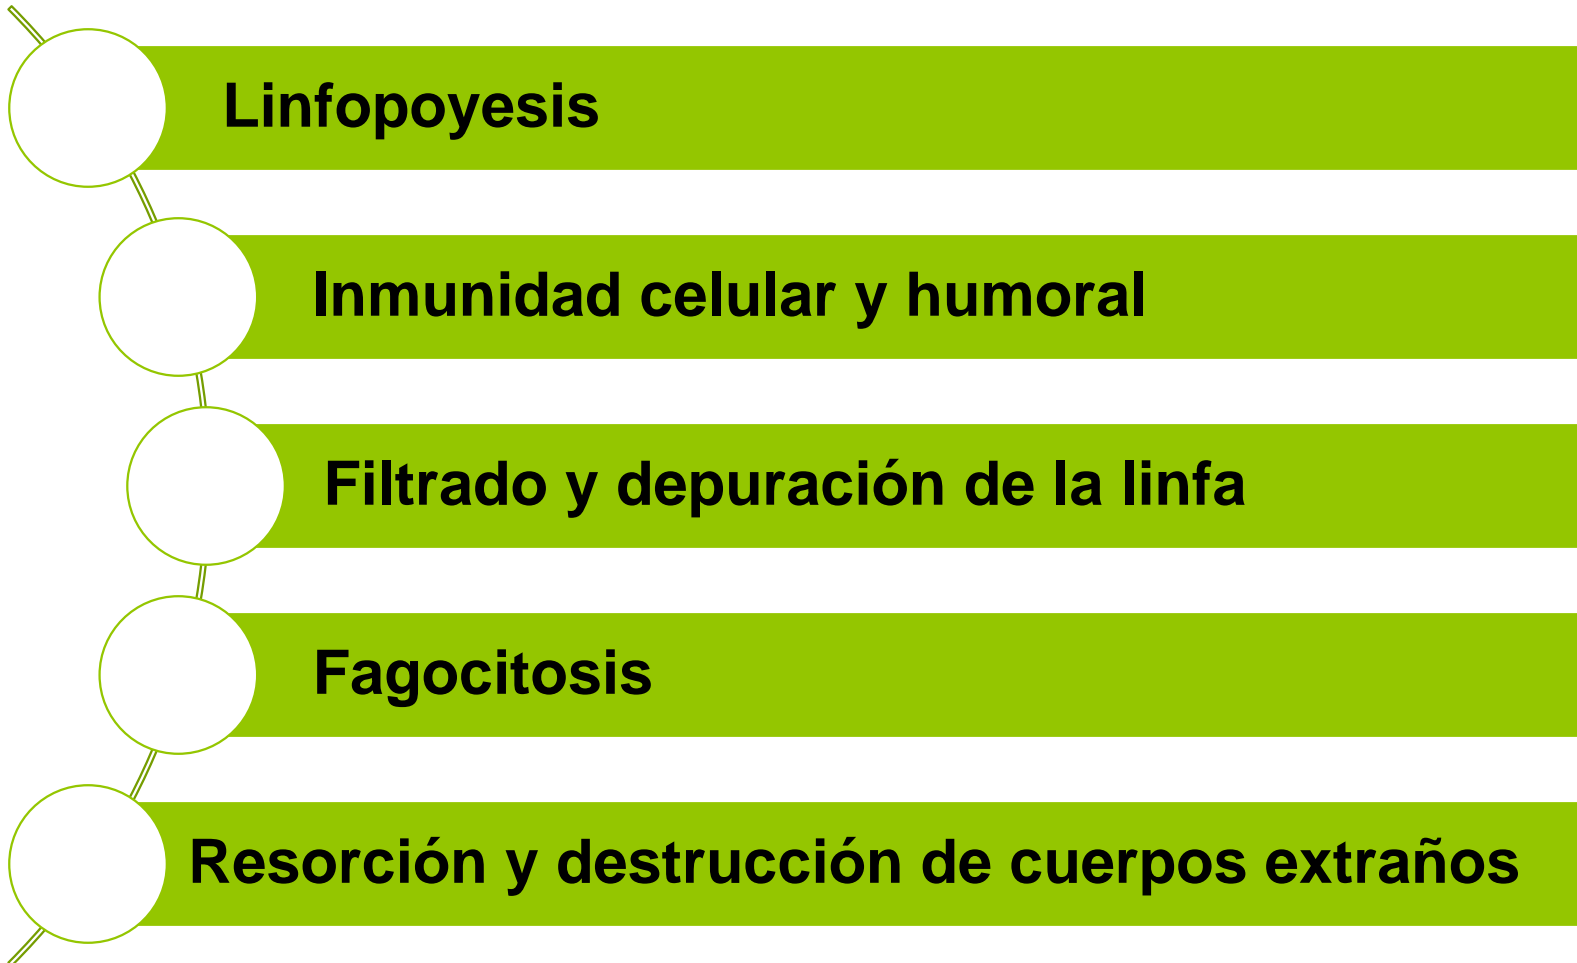 Linfopoyesis
Inmunidad celular y humoral
Filtrado y depuración de la linfa
Fagocitosis
Resorción y destrucción de cuerpos extraños